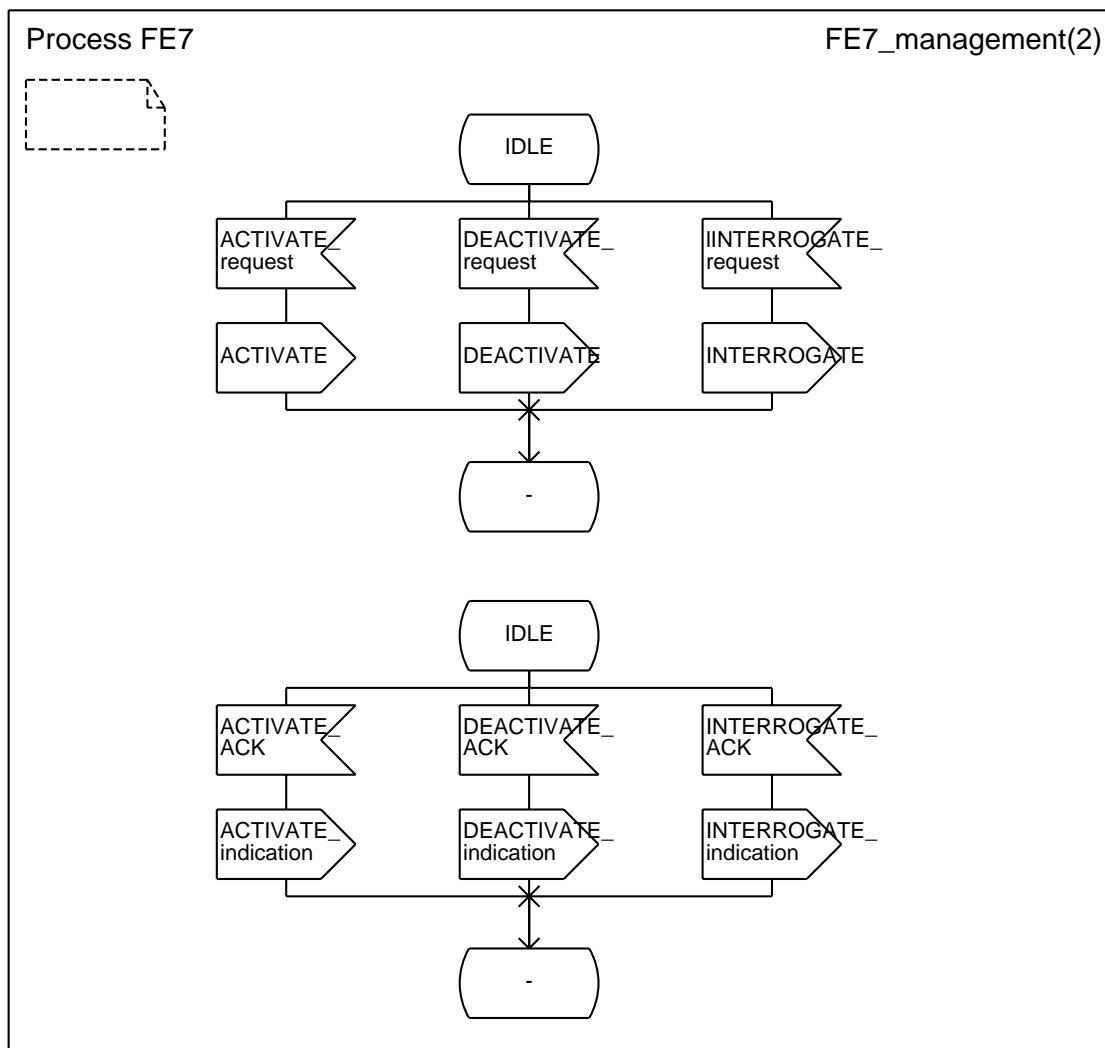 Process FE7
FE7_management(2)
IDLE
ACTIVATE_
request
DEACTIVATE_
request
IINTERROGATE_
request
ACTIVATE
DEACTIVATE
INTERROGATE
-
IDLE
ACTIVATE_
ACK
DEACTIVATE_
ACK
INTERROGATE_
ACK
ACTIVATE_
indication
DEACTIVATE_
indication
INTERROGATE_
indication
-